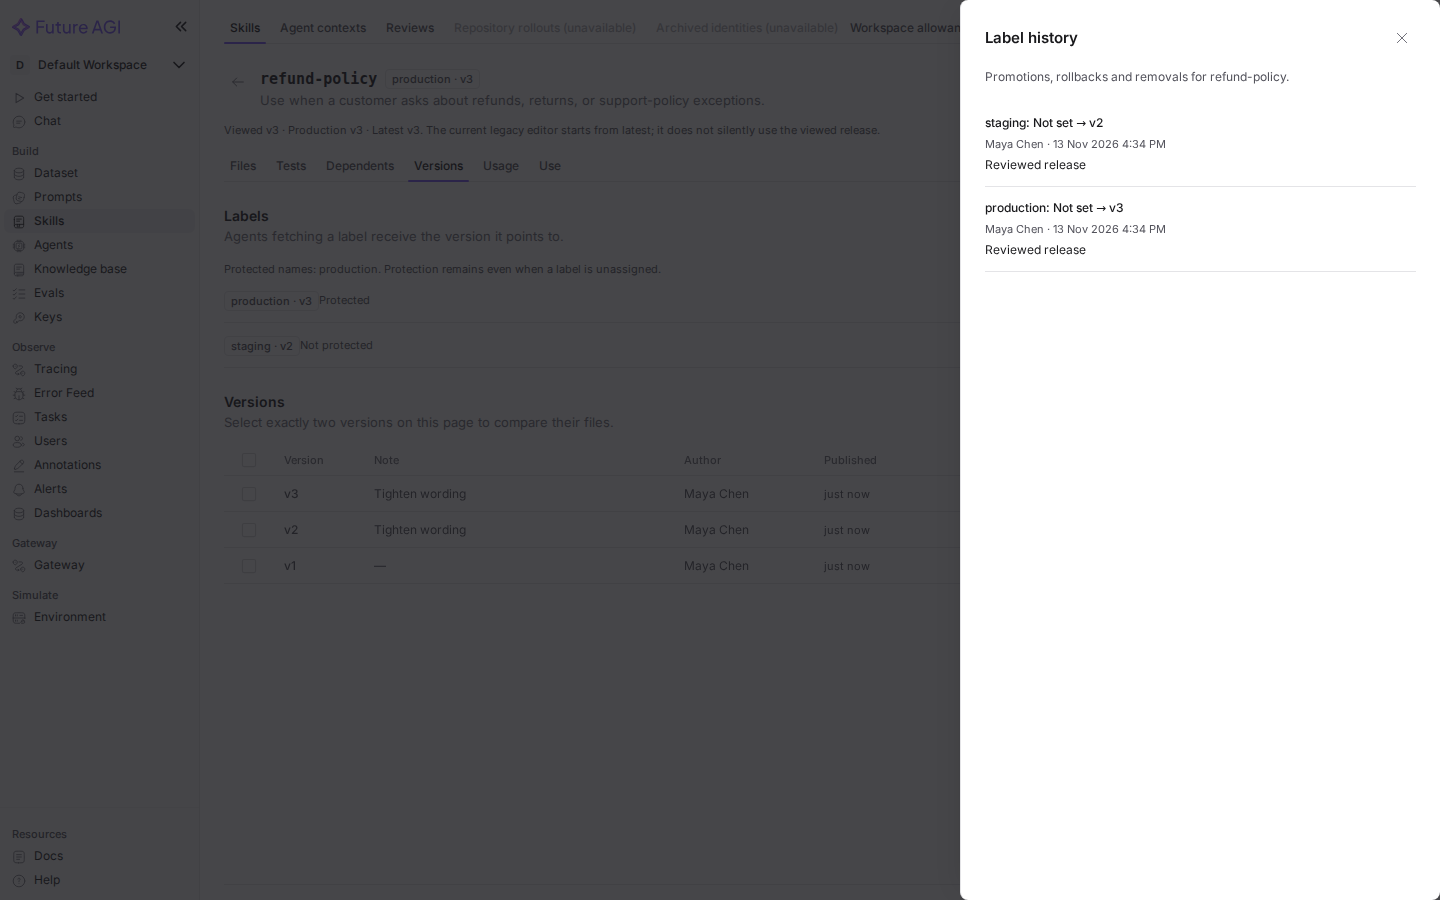 Future AGI
D Default Workspace
Get started
Chat
Build
Dataset
Prompts
Skills
Agents
Knowledge base
Evals
Keys
Observe
Tracing
Error Feed
Tasks
Users
Annotations
Alerts
Dashboards
Gateway
Gateway
Simulate
Environment
Resources
Docs
Help
Skills Agent contexts Reviews Repository rollouts (unavailable) Archived identities (unavailable) Workspace
refund-policy production · v3
Use when a customer asks about refunds, returns, or support-policy exceptions.
Viewed v3 · Production v3 · Latest v3. The current legacy editor starts from latest; it does not silently use the viewed release.
Files Tests Dependents Versions Usage Use
Labels
Agents fetching a label receive the version it points to.
Protected names: production. Protection remains even when a label is unassigned.
production · v3 Protected
staging · v2 Not protected
Versions
Select exactly two versions on this page to compare their files.
Version Note Author Published
v3 Tighten wording Maya Chen just now
v2 Tighten wording Maya Chen just now
v1 — Maya Chen just now
Label history
Promotions, rollbacks and removals for refund-policy.
staging: Not set → v2
Maya Chen · 13 Nov 2026 4:34 PM
Reviewed release
production: Not set → v3
Maya Chen · 13 Nov 2026 4:34 PM
Reviewed release